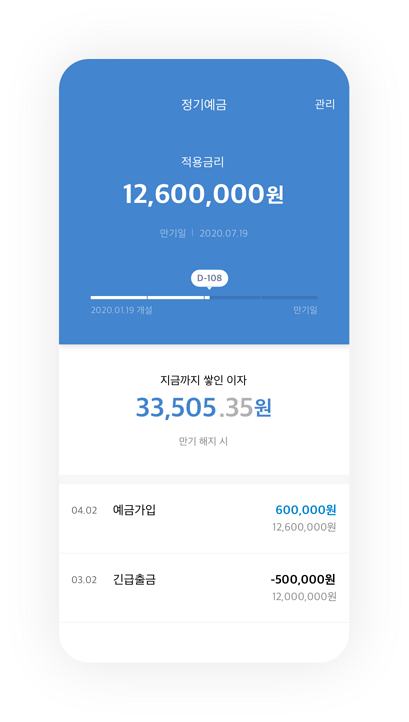 정기예금 관리
적용금리
12,600,000원
만기일 | 2020.07.19
D-108
2020.01.19 개설 만기일
지금까지 쌓인 이자
33,505.35원
만기 해지 시
04.02 예금가입 600,000원
12,600,000원
03.02 긴급출금 -500,000원
12,000,000원